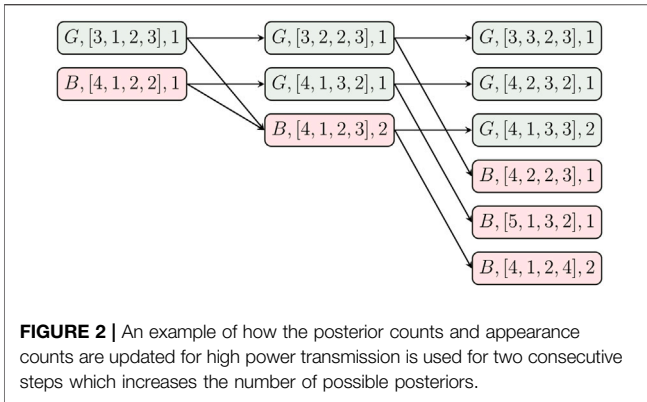 G, [3, 1, 2, 3], 1
G, [3, 2, 2, 3], 1
G, [3, 3, 2, 3], 1
B, [4, 1, 2, 2], 1
G, [4, 1, 3, 2], 1
G, [4, 2, 3, 2], 1
B, [4, 1, 2, 3], 2
G, [4, 1, 3, 3], 2
B, [4, 2, 2, 3], 1
B, [5, 1, 3, 2], 1
B, [4, 1, 2, 4], 2
FIGURE 2 | An example of how the posterior counts and appearance
counts are updated for high power transmission is used for two consecutive
steps which increases the number of possible posteriors.